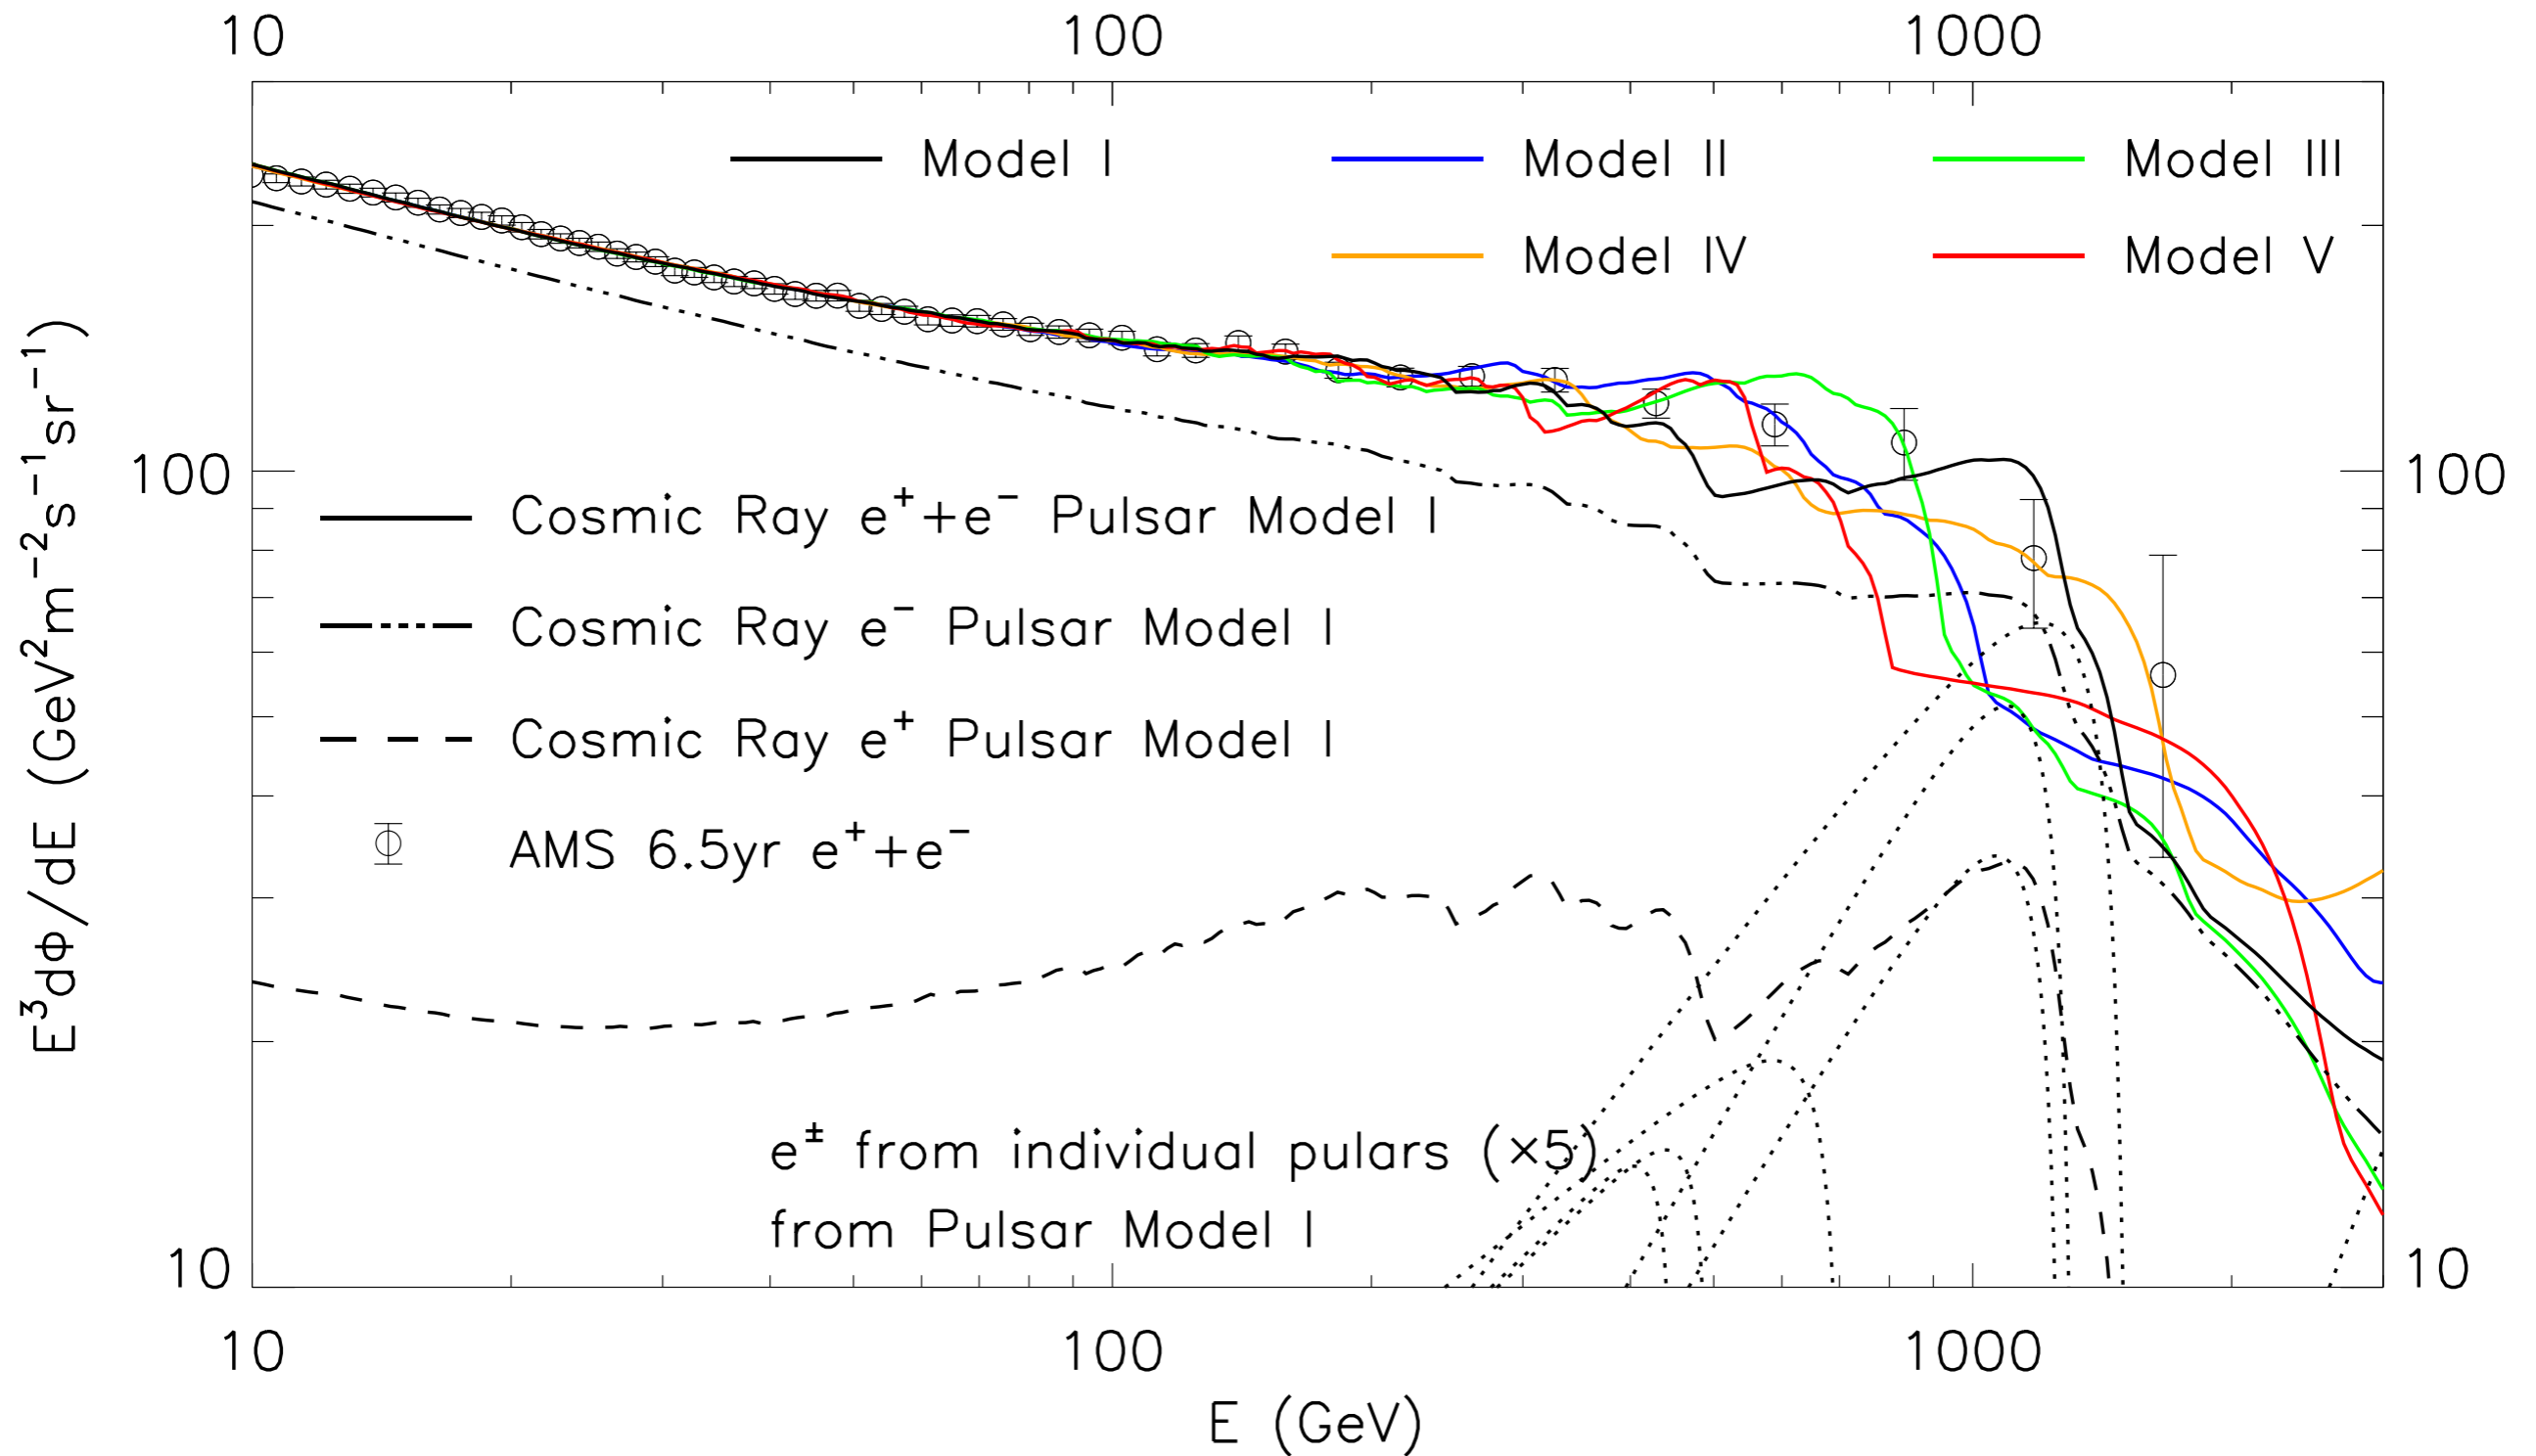 10 100 1000
Model I Model II Model III
Model IV Model V
100 100
Cosmic Ray e⁺+e⁻ Pulsar Model I
Cosmic Ray e⁻ Pulsar Model I
Cosmic Ray e⁺ Pulsar Model I
AMS 6.5yr e⁺+e⁻
e± from individual pulars (×5)
from Pulsar Model I
10 10
10 100 1000
E (GeV)
E³dΦ/dE (GeV²m⁻²s⁻¹sr⁻¹)